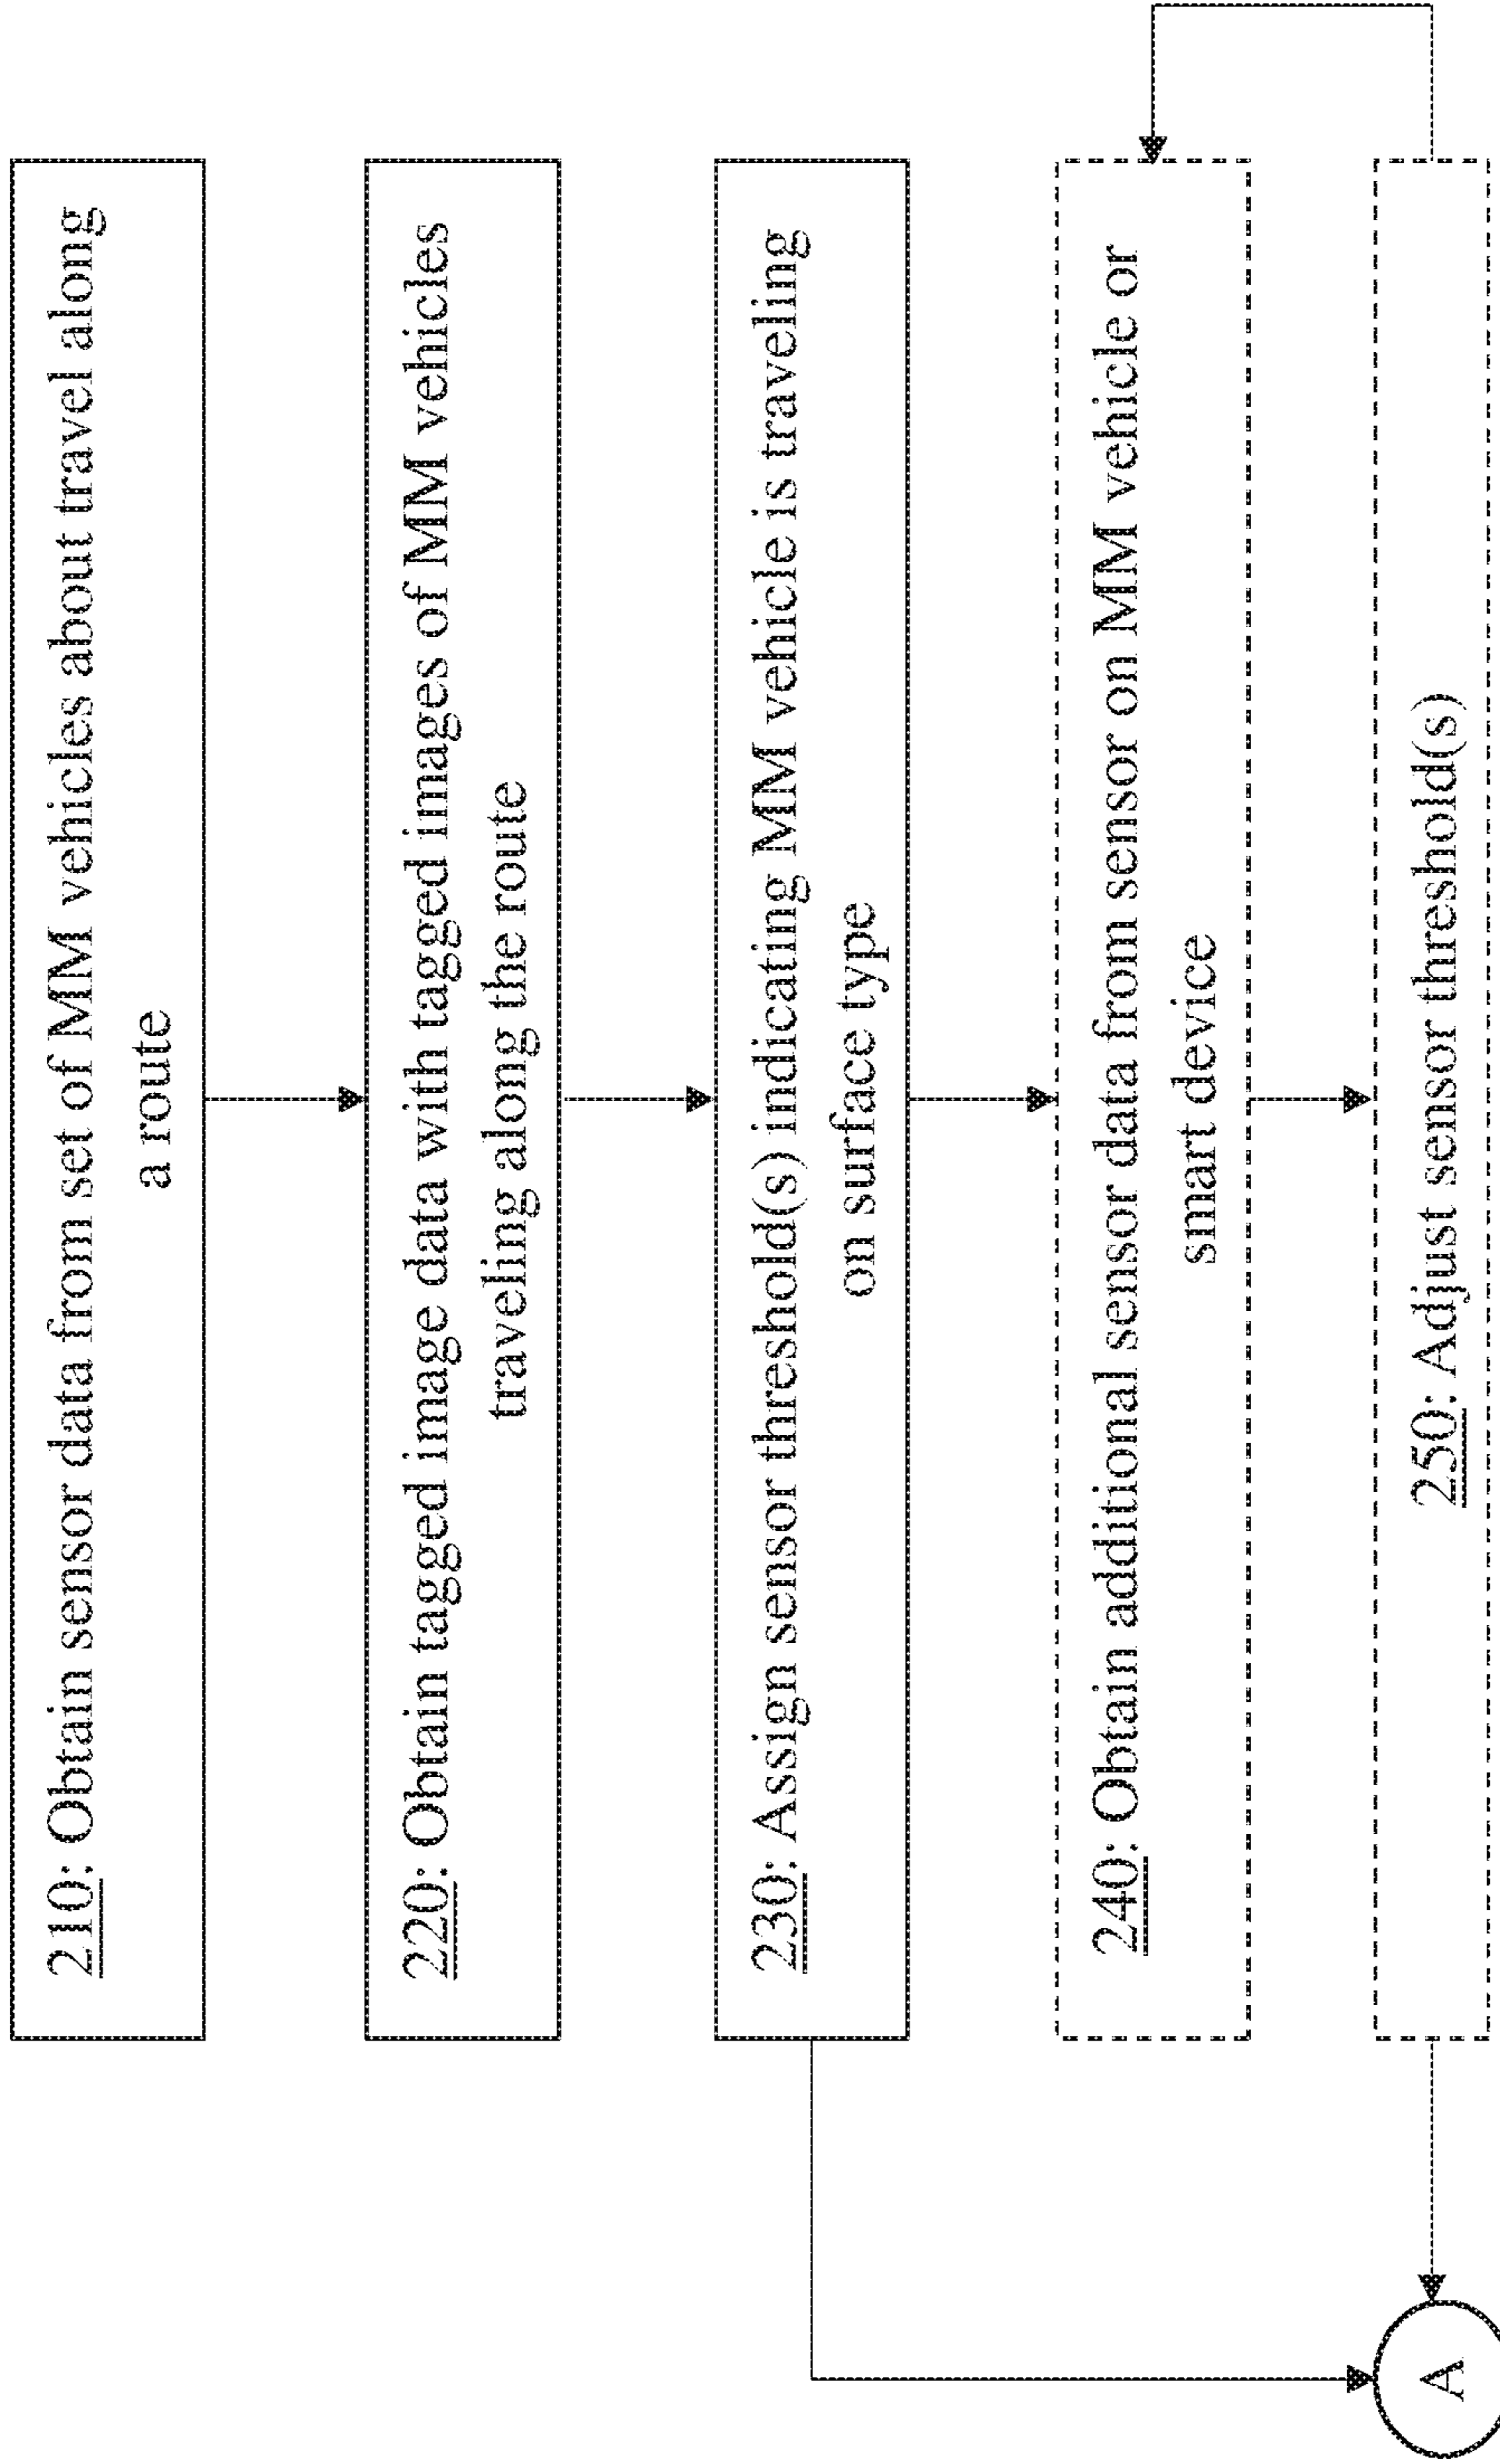 210: Obtain sensor data from set of MM vehicles about travel along
a route
220: Obtain tagged image data with tagged images of MM vehicles
traveling along the route
230: Assign sensor threshold(s) indicating MM vehicle is traveling
on surface type
240: Obtain additional sensor data from sensor on MM vehicle or
smart device
250: Adjust sensor threshold(s)
A